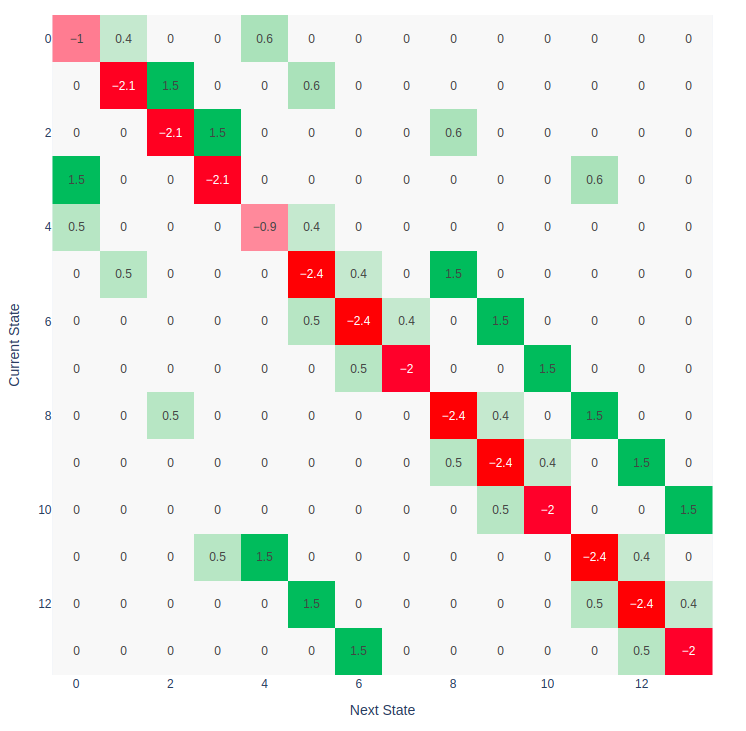 0 −1 0.4 0 0 0.6 0 0 0 0 0 0 0 0 0
0 −2.1 1.5 0 0 0.6 0 0 0 0 0 0 0 0
2 0 0 −2.1 1.5 0 0 0 0 0.6 0 0 0 0 0
1.5 0 0 −2.1 0 0 0 0 0 0 0 0.6 0 0
4 0.5 0 0 0 −0.9 0.4 0 0 0 0 0 0 0 0
0 0.5 0 0 0 −2.4 0.4 0 1.5 0 0 0 0 0
6 0 0 0 0 0 0.5 −2.4 0.4 0 1.5 0 0 0 0
0 0 0 0 0 0 0.5 −2 0 0 1.5 0 0 0
8 0 0 0.5 0 0 0 0 0 −2.4 0.4 0 1.5 0 0
0 0 0 0 0 0 0 0 0.5 −2.4 0.4 0 1.5 0
10 0 0 0 0 0 0 0 0 0 0.5 −2 0 0 1.5
0 0 0 0.5 1.5 0 0 0 0 0 0 −2.4 0.4 0
12 0 0 0 0 0 1.5 0 0 0 0 0 0.5 −2.4 0.4
0 0 0 0 0 0 1.5 0 0 0 0 0 0.5 −2
0 2 4 6 8 10 12
Next State
Current State